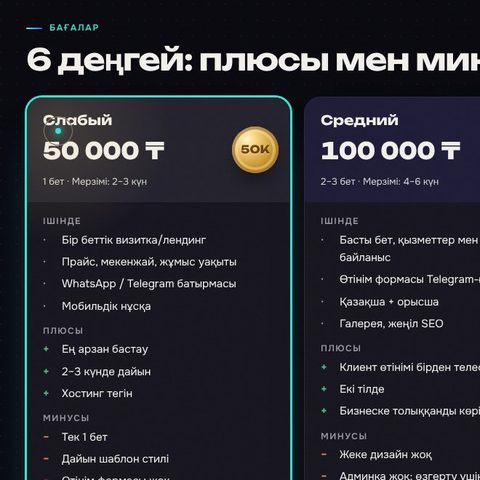 БАҒАЛАР
6 деңгей: плюсы мен
Слабый
50 000 ₸
50K
1 бет · Мерзімі: 2–3 күн
ІШІНДЕ
· Бір беттік визитка/лендинг
· Прайс, мекенжай, жұмыс уақыты
· WhatsApp / Telegram батырмасы
· Мобильдік нұсқа
ПЛЮСЫ
+ Ең арзан бастау
+ 2–3 күнде дайын
+ Хостинг тегін
МИНУСЫ
− Тек 1 бет
− Дайын шаблон стилі
Средний
100 000 ₸
2–3 бет · Мерзімі: 4–6 күн
ІШІНДЕ
· Басты бет, қызметтер мен
байланыс
· Өтінім формасы Telegram-
· Қазақша + орысша
· Галерея, жеңіл SEO
ПЛЮСЫ
+ Клиент өтінімі бірден
+ Екі тілде
+ Бизнеске толыққанды
МИНУСЫ
− Жеке дизайн жоқ
− Админка жоқ: өзгерту